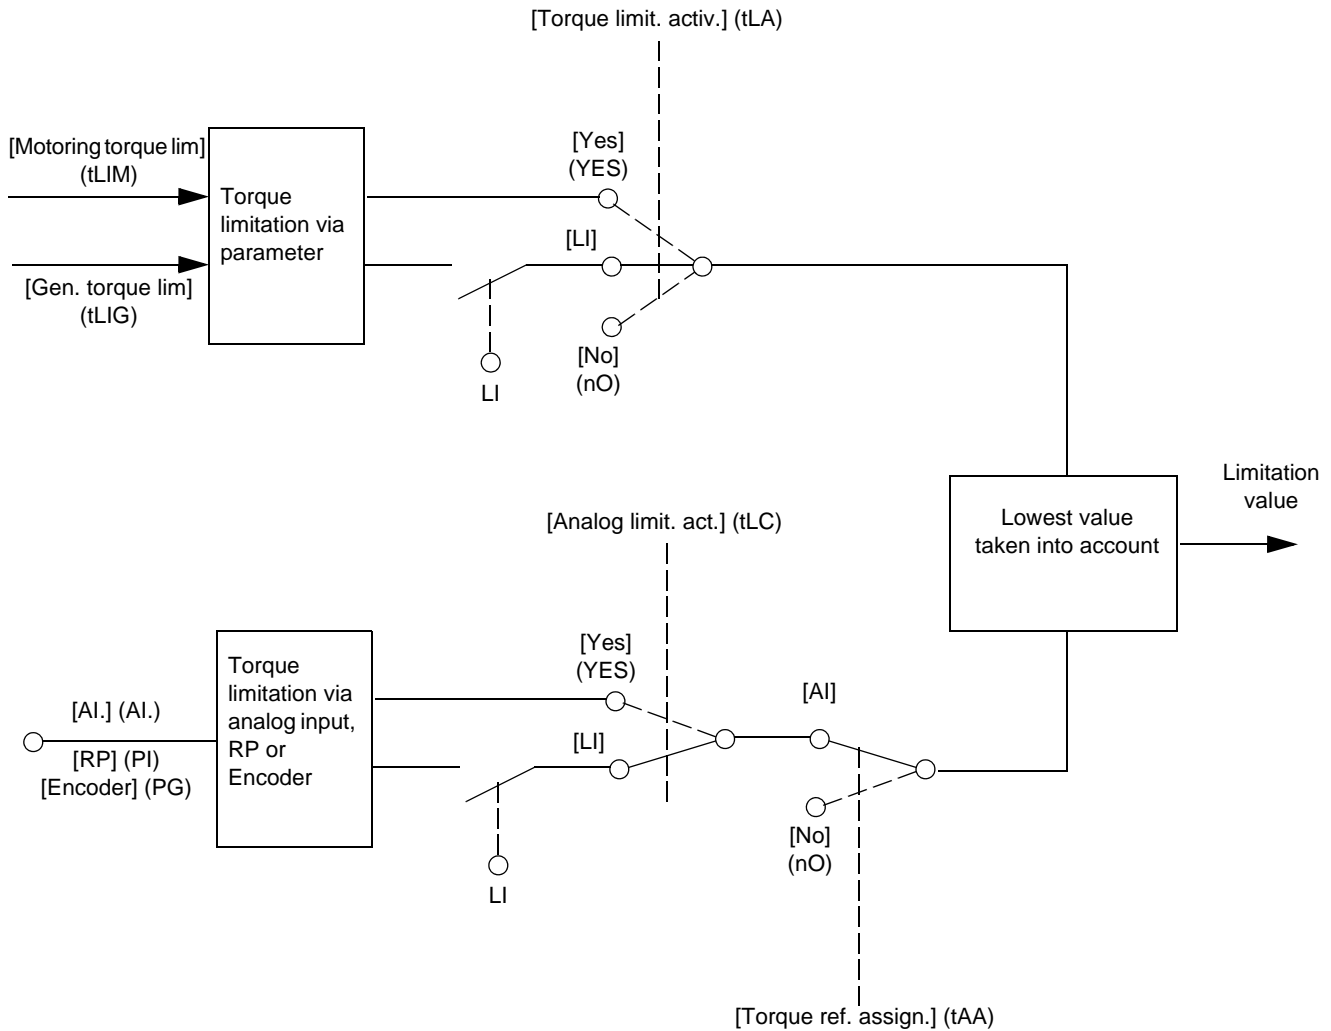 [Torque limit. activ.] (tLA)
[Motoring torque lim]
(tLIM)
[Gen. torque lim]
(tLIG)
Torque
limitation via
parameter
[Yes]
(YES)
[LI]
[No]
(nO)
LI
Limitation
value
Lowest value
taken into account
[Analog limit. act.] (tLC)
[AI.] (AI.)
[RP] (PI)
[Encoder] (PG)
Torque
limitation via
analog input,
RP or
Encoder
[Yes]
(YES)
[LI]
LI
[AI]
[No]
(nO)
[Torque ref. assign.] (tAA)